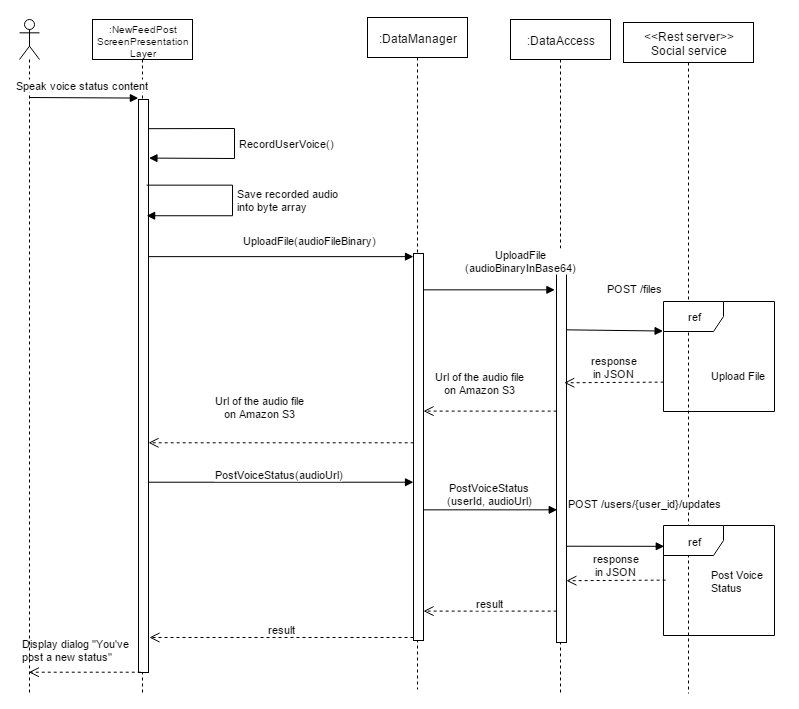 :NewFeedPost
ScreenPresentation
Layer
:DataManager
:DataAccess
<<Rest server>>
Social service
Speak voice status content
RecordUserVoice()
Save recorded audio
into byte array
UploadFile(audioFileBinary)
UploadFile
(audioBinaryInBase64)
POST /files
ref
Upload File
response
in JSON
Url of the audio file
on Amazon S3
Url of the audio file
on Amazon S3
PostVoiceStatus(audioUrl)
PostVoiceStatus
(userId, audioUrl)
POST /users/{user_id}/updates
ref
Post Voice
Status
response
in JSON
result
result
Display dialog "You've
post a new status"